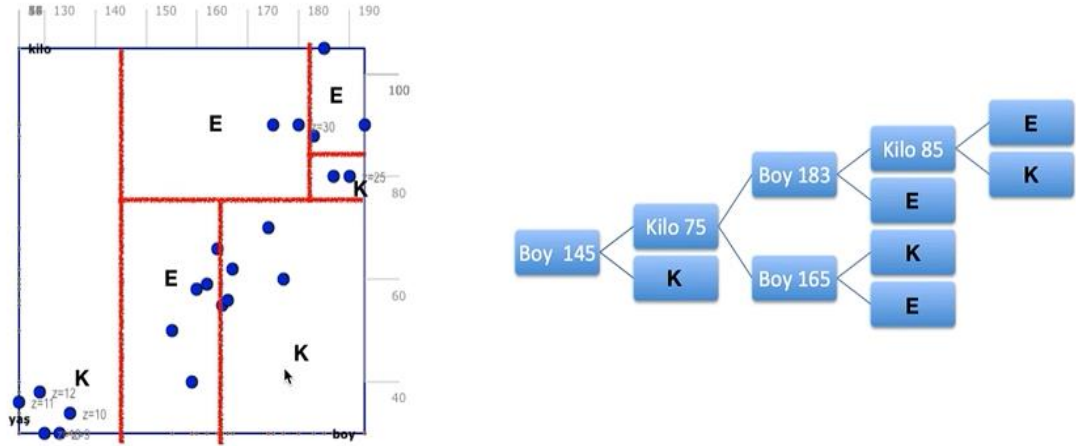 130 140 150 160 170 180 190
kilo
100
E
E
z=30
z=25
K
80
E
60
K
K
z=12
z=11
z=10
40
yaş
boy
E
Kilo 85
K
Boy 183
Kilo 75
E
Boy 145
K
K
Boy 165
E